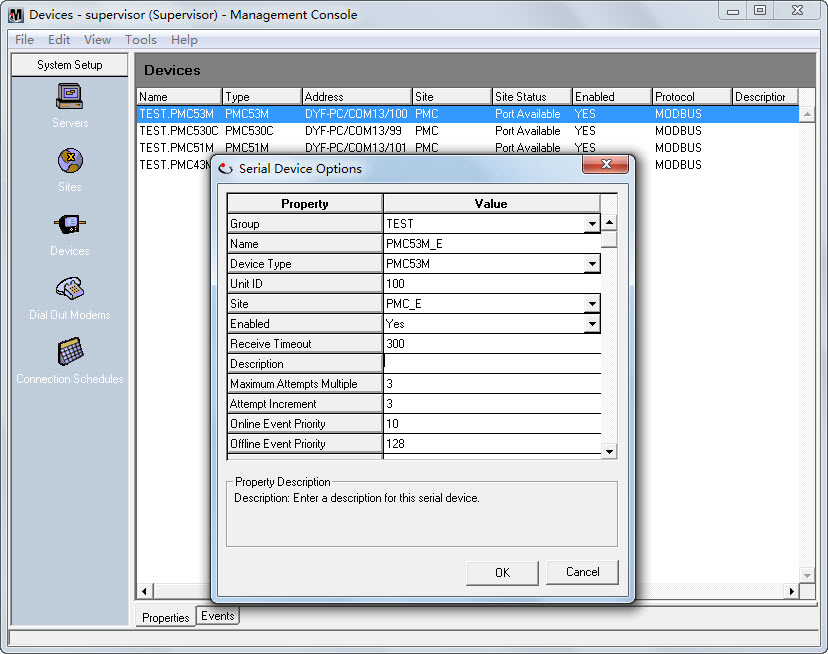 Devices - supervisor (Supervisor) - Management Console
File Edit View Tools Help
System Setup
Servers
Sites
Devices
Dial Out Modems
Connection Schedules
Devices
Name Type Address Site Site Status Enabled Protocol Description
TEST.PMC53M PMC53M DYF-PC/COM13/100 PMC Port Available YES MODBUS
TEST.PMC530C PMC530C DYF-PC/COM13/99 PMC Port Available YES MODBUS
TEST.PMC51M PMC51M DYF-PC/COM13/101 PMC Port Available YES MODBUS
TEST.PMC43M MODBUS
Serial Device Options
Property Value
Group TEST
Name PMC53M_E
Device Type PMC53M
Unit ID 100
Site PMC_E
Enabled Yes
Receive Timeout 300
Description
Maximum Attempts Multiple 3
Attempt Increment 3
Online Event Priority 10
Offline Event Priority 128
Property Description
Description: Enter a description for this serial device.
OK Cancel
Properties Events